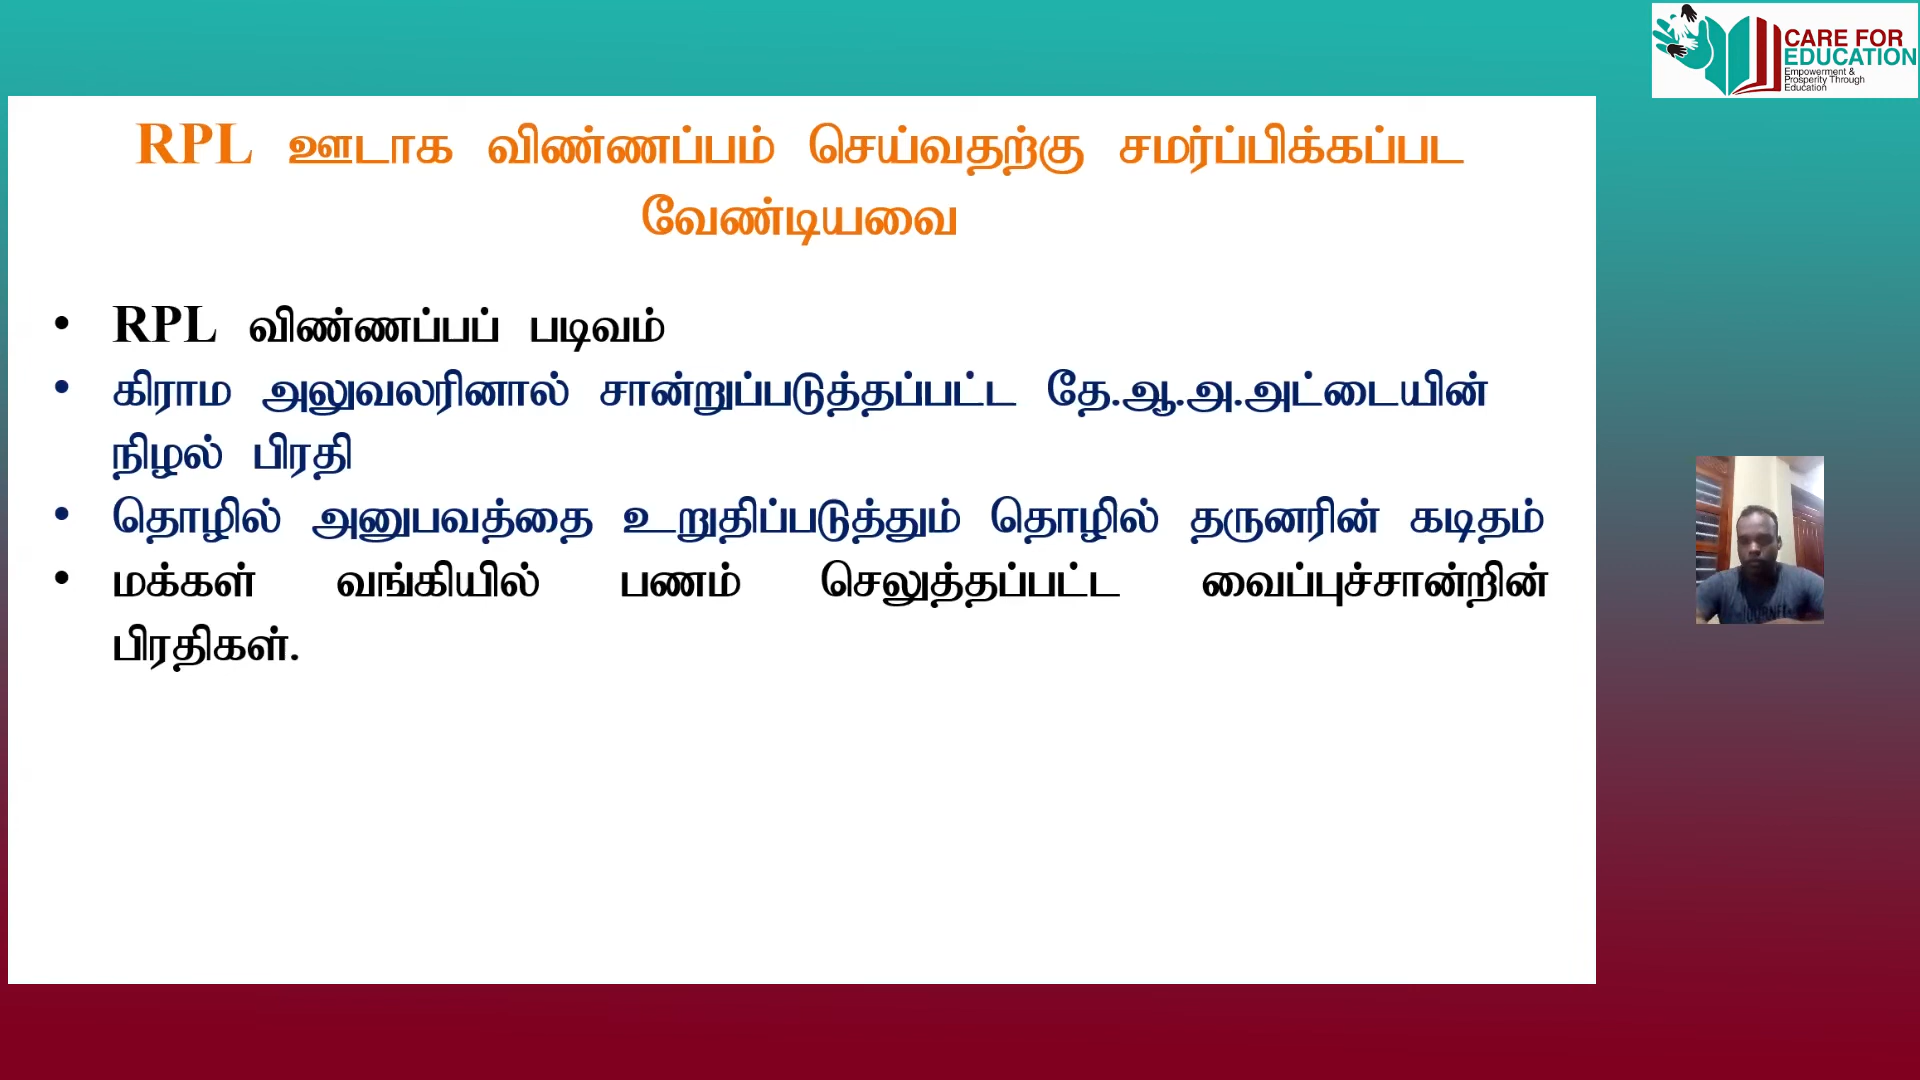 CARE FOR
EDUCATION
Empowerment &
Prosperity Through
Education
RPL ஊடாக விண்ணப்பம் செய்வதற்கு சமர்ப்பிக்கப்பட
வேண்டியவை
• RPL விண்ணப்பப் படிவம்
• கிராம அலுவலரினால் சான்றுப்படுத்தப்பட்ட தே.ஆ.அ.அட்டையின்
நிழல் பிரதி
• தொழில் அனுபவத்தை உறுதிப்படுத்தும் தொழில் தருனரின் கடிதம்
• மக்கள் வங்கியில் பணம் செலுத்தப்பட்ட வைப்புச்சான்றின்
பிரதிகள்.